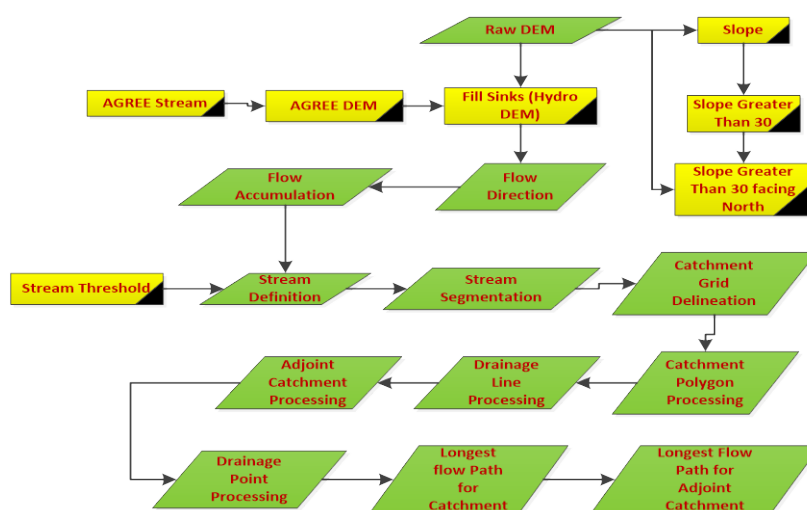 Raw DEM
Slope
AGREE Stream
AGREE DEM
Fill Sinks (Hydro
DEM)
Slope Greater
Than 30
Flow
Accumulation
Flow
Direction
Slope Greater
Than 30 facing
North
Stream Threshold
Stream
Definition
Stream
Segmentation
Catchment
Grid
Delineation
Adjoint
Catchment
Processing
Drainage
Line
Processing
Catchment
Polygon
Processing
Drainage
Point
Processing
Longest
flow Path
for
Catchment
Longest Flow
Path for
Adjoint
Catchment